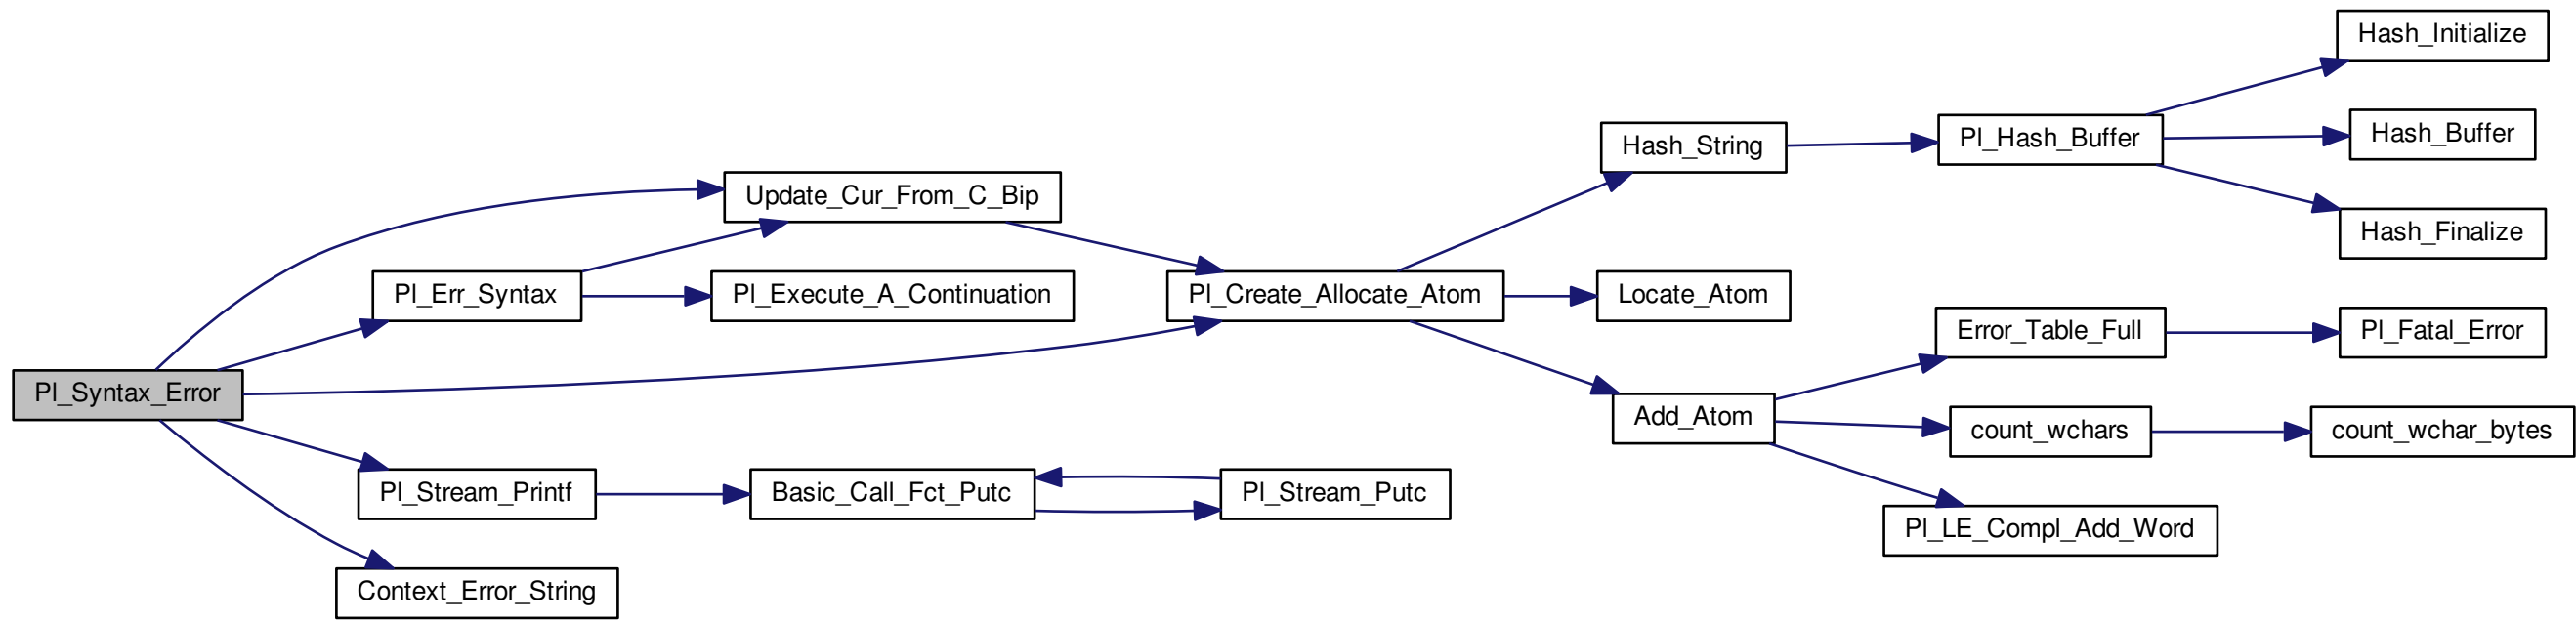 Hash_Initialize
Hash_Buffer
Hash_String
Pl_Hash_Buffer
Update_Cur_From_C_Bip
Hash_Finalize
Pl_Err_Syntax
Pl_Execute_A_Continuation
Pl_Create_Allocate_Atom
Locate_Atom
Error_Table_Full
Pl_Fatal_Error
Pl_Syntax_Error
Add_Atom
count_wchars
count_wchar_bytes
Pl_Stream_Printf
Basic_Call_Fct_Putc
Pl_Stream_Putc
Pl_LE_Compl_Add_Word
Context_Error_String